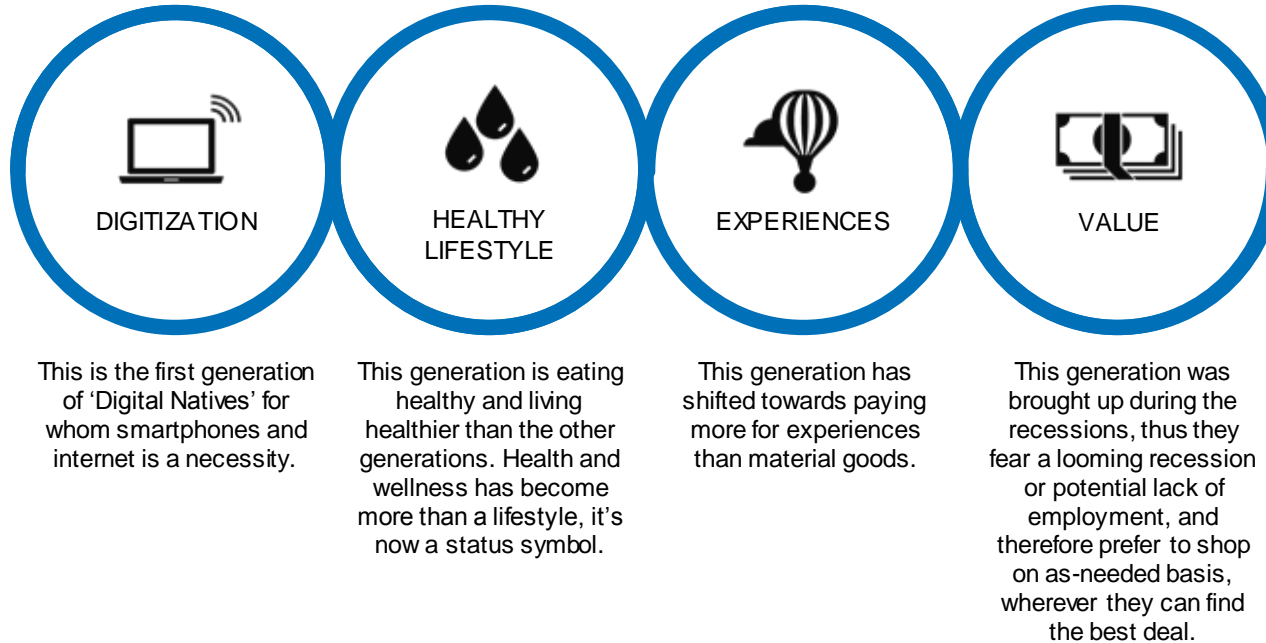 DIGITIZATION
This is the first generation
of ‘Digital Natives’ for
whom smartphones and
internet is a necessity.
HEALTHY
LIFESTYLE
This generation is eating
healthy and living
healthier than the other
generations. Health and
wellness has become
more than a lifestyle, it’s
now a status symbol.
EXPERIENCES
This generation has
shifted towards paying
more for experiences
than material goods.
VALUE
This generation was
brought up during the
recessions, thus they
fear a looming recession
or potential lack of
employment, and
therefore prefer to shop
on as-needed basis,
wherever they can find
the best deal.